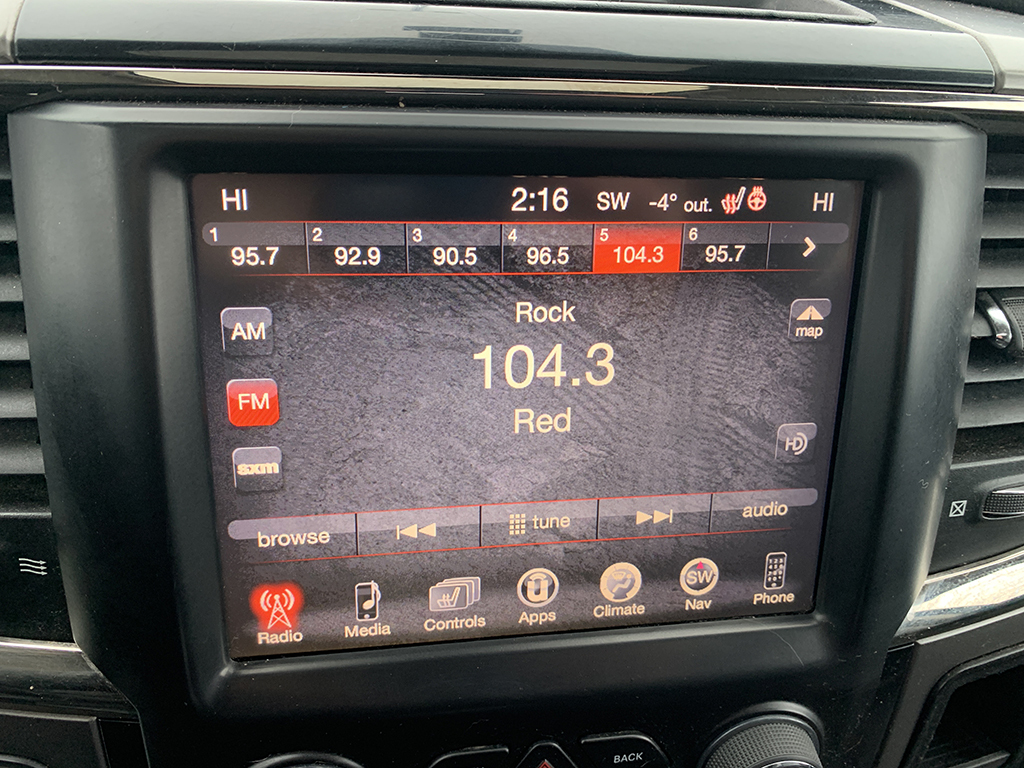 HI 2:16 SW -4° out. HI
1 95.7 2 92.9 3 90.5 4 96.5 5 104.3 6 95.7
Rock
AM
map
104.3
FM
Red
HD
sxm
browse tune audio
Radio Media Controls Apps Climate SW Nav Phone
BACK